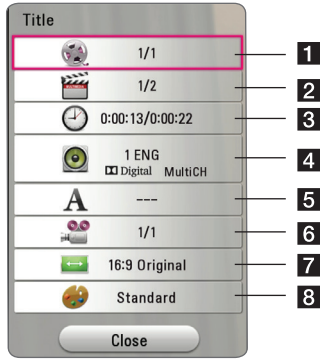 Title
1/1
1
1/2
2
0:00:13/0:00:22
3
1 ENG
Digital MultiCH
4
A
---
5
1/1
6
16:9 Original
7
Standard
8
Close